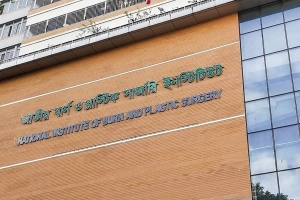 জাতীয় বার্ন ও প্লাস্টিক সার্জারি ইনস্টিটিউট
NATIONAL INSTITUTE OF BURN AND PLASTIC SURGERY